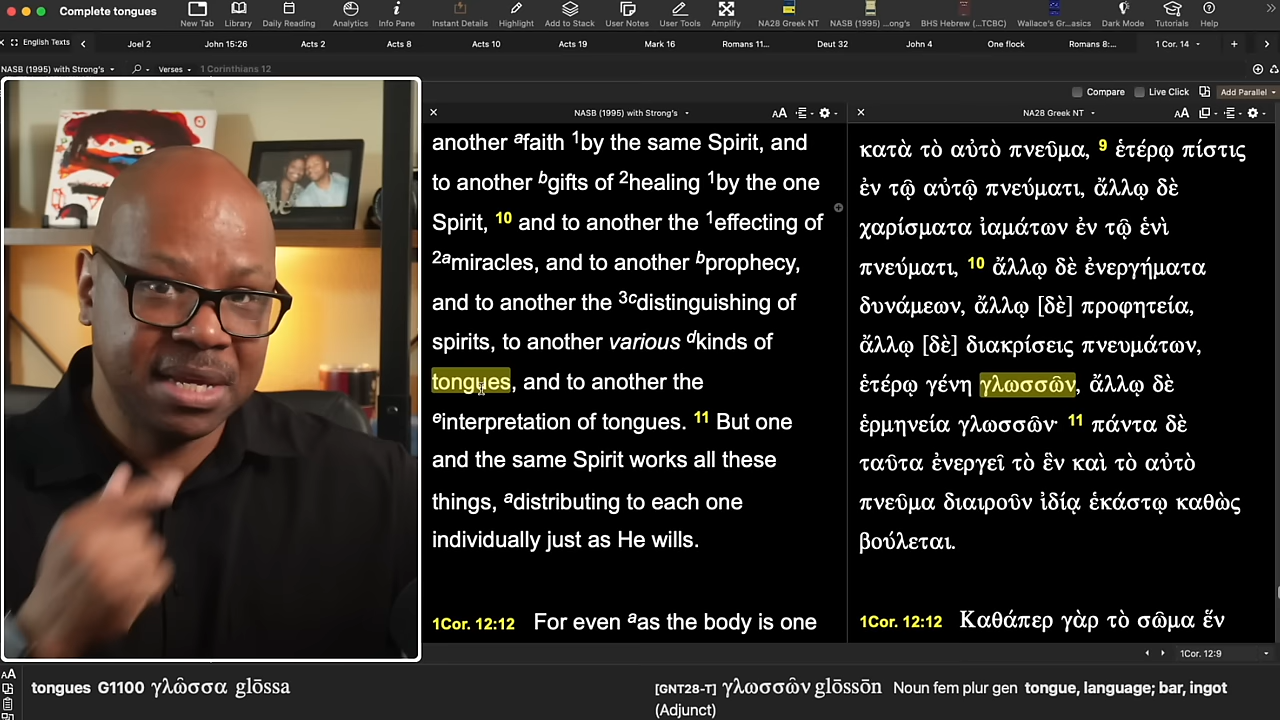 Complete tongues
New Tab Library Daily Reading Analytics Info Pane Instant Details Highlight Add to Stack User Notes User Tools Amplify NA28 Greek NT NASB (1995) ...ong's BHS Hebrew (...TCBC) Wallace's Gr...asics Dark Mode Tutorials Help
English Texts Joel 2 John 15:26 Acts 2 Acts 8 Acts 10 Acts 19 Mark 16 Romans 11... Deut 32 John 4 One flock Romans 8:... 1 Cor. 14
NASB (1995) with Strong's Verses 1 Corinthians 12
Compare Live Click Add Parallel
NASB (1995) with Strong's AA
another ᵃfaith ¹by the same Spirit, and
to another ᵇgifts of ²healing ¹by the one
Spirit, 10 and to another the ¹effecting of
²ᵃmiracles, and to another ᵇprophecy,
and to another the ³ᶜdistinguishing of
spirits, to another various ᵈkinds of
tongues, and to another the
ᵉinterpretation of tongues. 11 But one
and the same Spirit works all these
things, ᵃdistributing to each one
individually just as He wills.
1Cor. 12:12 For even ᵃas the body is one
NA28 Greek NT AA
κατὰ τὸ αὐτὸ πνεῦμα, 9 ἑτέρῳ πίστις
ἐν τῷ αὐτῷ πνεύματι, ἄλλῳ δὲ
χαρίσματα ἰαμάτων ἐν τῷ ἑνὶ
πνεύματι, 10 ἄλλῳ δὲ ἐνεργήματα
δυνάμεων, ἄλλῳ [δὲ] προφητεία,
ἄλλῳ [δὲ] διακρίσεις πνευμάτων,
ἑτέρῳ γένη γλωσσῶν, ἄλλῳ δὲ
ἑρμηνεία γλωσσῶν· 11 πάντα δὲ
ταῦτα ἐνεργεῖ τὸ ἓν καὶ τὸ αὐτὸ
πνεῦμα διαιροῦν ἰδίᾳ ἑκάστῳ καθὼς
βούλεται.
1Cor. 12:12 Καθάπερ γὰρ τὸ σῶμα ἕν
1Cor. 12:9
AA tongues G1100 γλῶσσα glōssa
[GNT28-T] γλωσσῶν glōssōn Noun fem plur gen tongue, language; bar, ingot
(Adjunct)